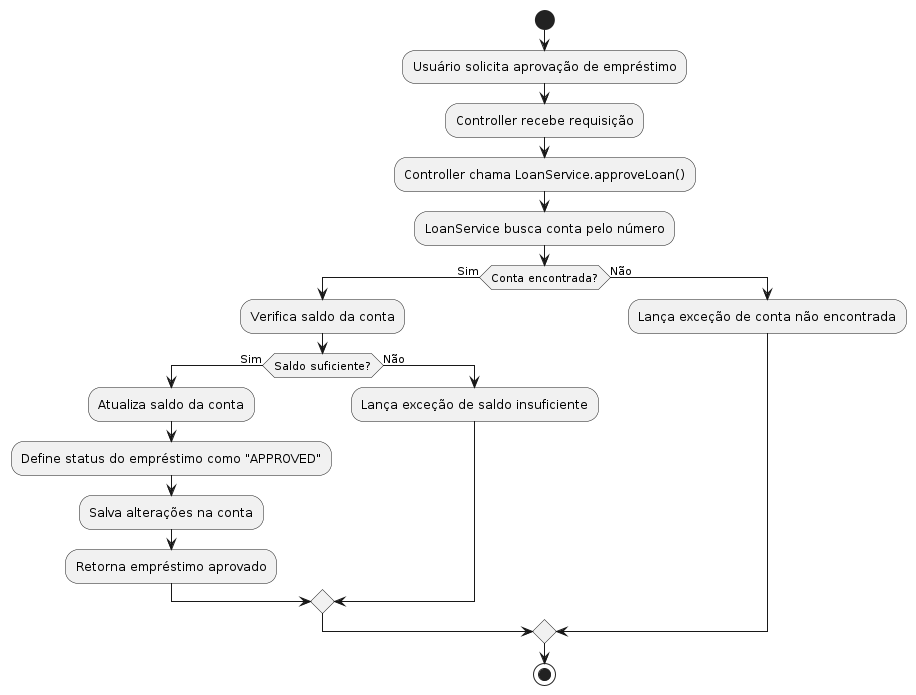 Usuário solicita aprovação de empréstimo
Controller recebe requisição
Controller chama LoanService.approveLoan()
LoanService busca conta pelo número
Sim
Conta encontrada?
Não
Verifica saldo da conta
Lança exceção de conta não encontrada
Sim
Saldo suficiente?
Não
Atualiza saldo da conta
Lança exceção de saldo insuficiente
Define status do empréstimo como "APPROVED"
Salva alterações na conta
Retorna empréstimo aprovado